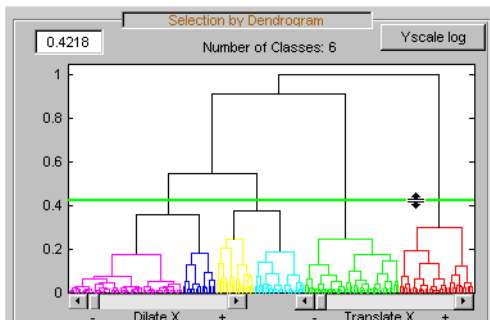 Selection by Dendrogram
0.4218
Number of Classes: 6
Yscale log
1
0.8
0.6
0.4
0.2
0
- Dilate X +
- Translate X +